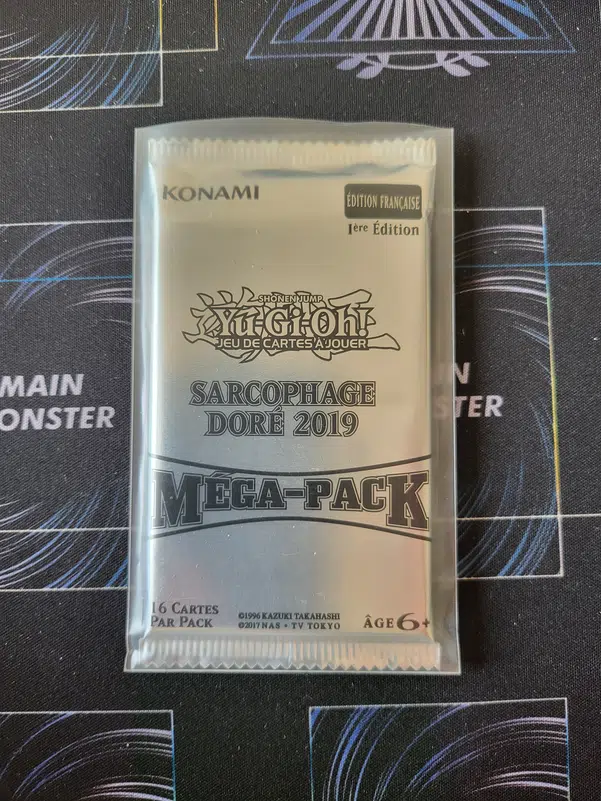 KONAMI
ÉDITION FRANÇAISE
1ère Édition
SHONEN JUMP
Yu-Gi-Oh!
JEU DE CARTES À JOUER
MAIN
MONSTER
SARCOPHAGE
DORÉ 2019
N
STER
MÉGA-PACK
16 CARTES
PAR PACK
©1996 KAZUKI TAKAHASHI
©2017 NAS • TV TOKYO
ÂGE 6+